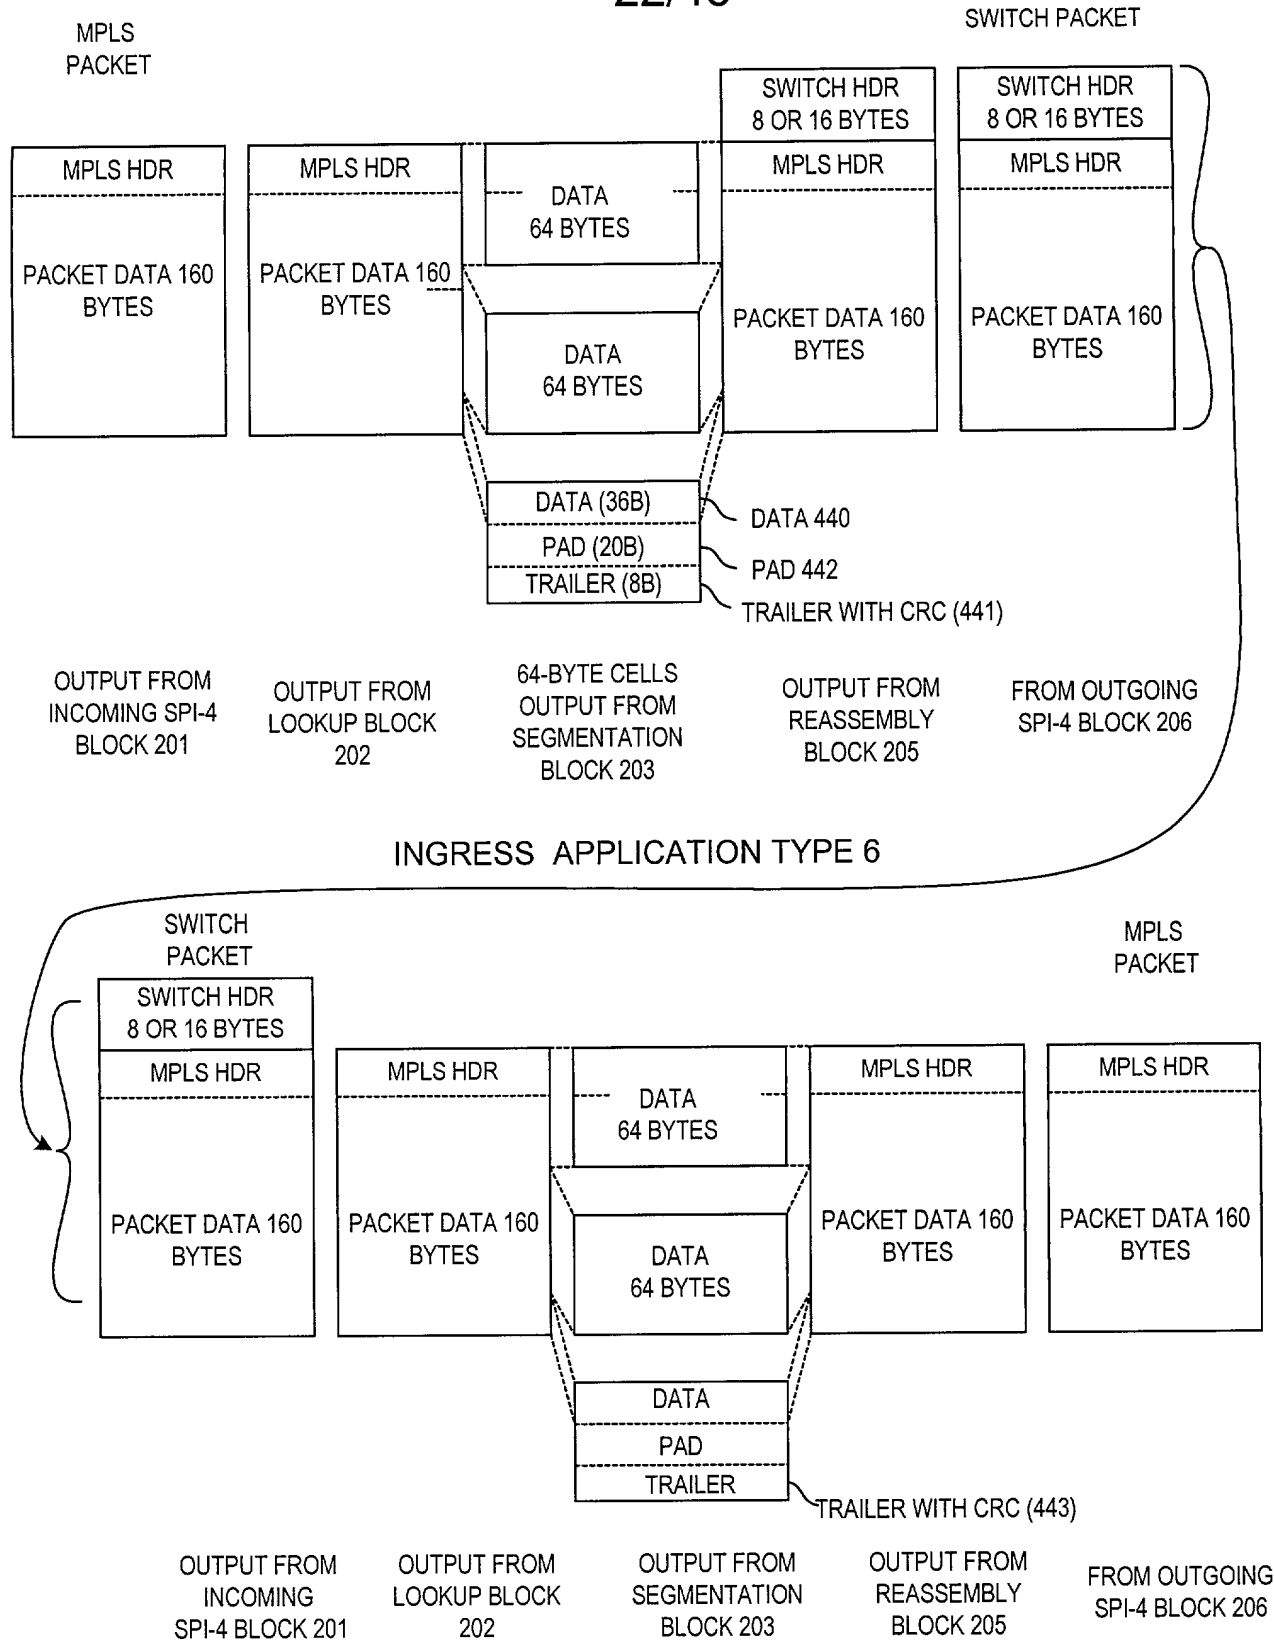 MPLS
PACKET
SWITCH PACKET
SWITCH HDR
8 OR 16 BYTES
SWITCH HDR
8 OR 16 BYTES
MPLS HDR
MPLS HDR
DATA
64 BYTES
MPLS HDR
MPLS HDR
PACKET DATA 160
BYTES
PACKET DATA 160
BYTES
DATA
64 BYTES
PACKET DATA 160
BYTES
PACKET DATA 160
BYTES
DATA (36B)
PAD (20B)
TRAILER (8B)
DATA 440
PAD 442
TRAILER WITH CRC (441)
OUTPUT FROM
INCOMING SPI-4
BLOCK 201
OUTPUT FROM
LOOKUP BLOCK
202
64-BYTE CELLS
OUTPUT FROM
SEGMENTATION
BLOCK 203
OUTPUT FROM
REASSEMBLY
BLOCK 205
FROM OUTGOING
SPI-4 BLOCK 206
INGRESS APPLICATION TYPE 6
SWITCH
PACKET
MPLS
PACKET
SWITCH HDR
8 OR 16 BYTES
MPLS HDR
MPLS HDR
DATA
64 BYTES
MPLS HDR
MPLS HDR
PACKET DATA 160
BYTES
PACKET DATA 160
BYTES
DATA
64 BYTES
PACKET DATA 160
BYTES
PACKET DATA 160
BYTES
DATA
PAD
TRAILER
TRAILER WITH CRC (443)
OUTPUT FROM
INCOMING
SPI-4 BLOCK 201
OUTPUT FROM
LOOKUP BLOCK
202
OUTPUT FROM
SEGMENTATION
BLOCK 203
OUTPUT FROM
REASSEMBLY
BLOCK 205
FROM OUTGOING
SPI-4 BLOCK 206